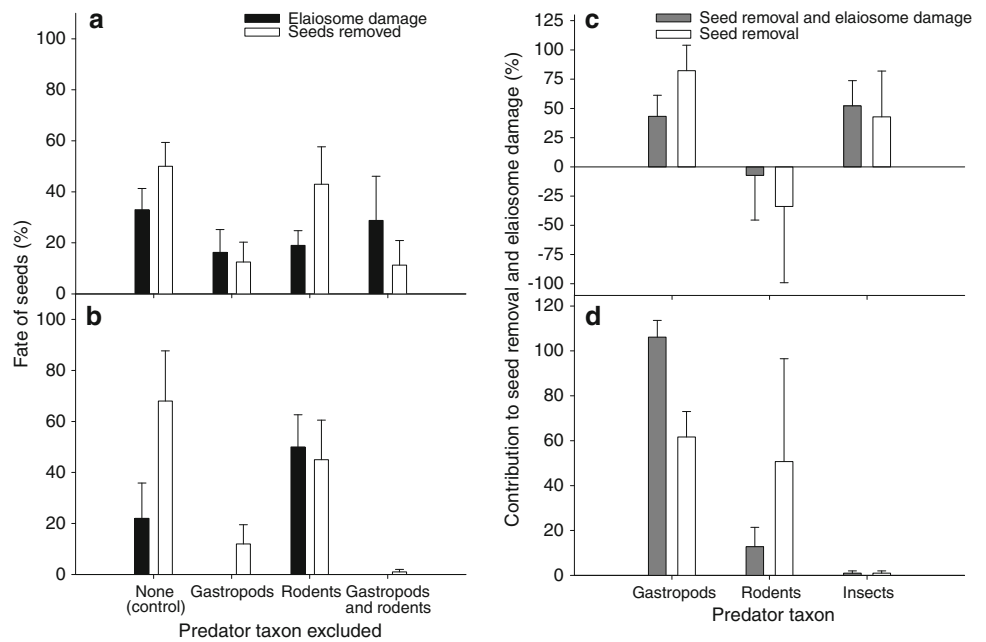 a
Elaiosome damage
Seeds removed
100
80
60
40
20
0
b
100
80
60
40
20
0
Fate of seeds (%)
None
(control)
Gastropods
Rodents
Gastropods
and rodents
Predator taxon excluded
c
Seed removal and elaiosome damage
Seed removal
125
100
75
50
25
0
-25
-50
-75
-100
d
120
100
80
60
40
20
0
Contribution to seed removal and elaiosome damage (%)
Gastropods
Rodents
Insects
Predator taxon